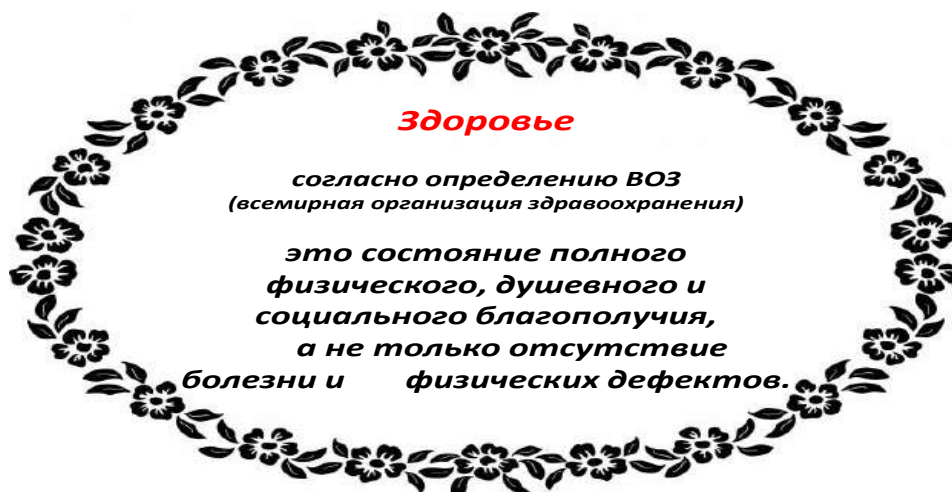 Здоровье
согласно определению ВОЗ
(всемирная организация здравоохранения)
это состояние полного
физического, душевного и
социального благополучия,
а не только отсутствие
болезни и физических дефектов.